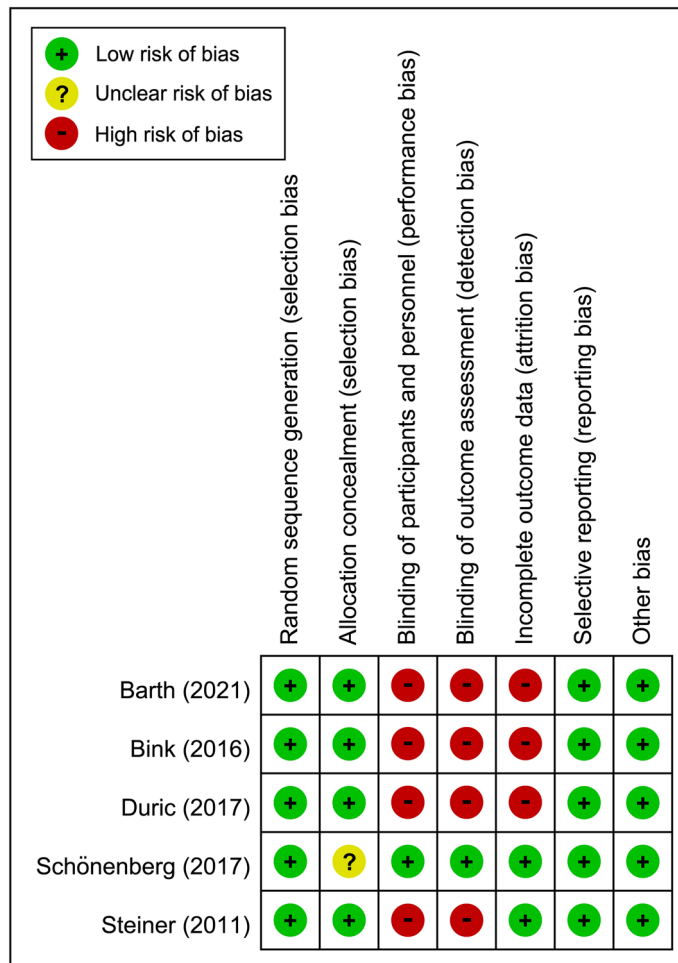 + Low risk of bias
? Unclear risk of bias
- High risk of bias
Random sequence generation (selection bias
Allocation concealment (selection bias)
Blinding of participants and personnel (performance bias)
Blinding of outcome assessment (detection bias)
Incomplete outcome data (attrition bias)
Selective reporting (reporting bias)
Other bias
Barth (2021) + + - - - + +
Bink (2016) + + - - - + +
Duric (2017) + + - - - + +
Schönenberg (2017) + ? + + + + +
Steiner (2011) + + - - + + +